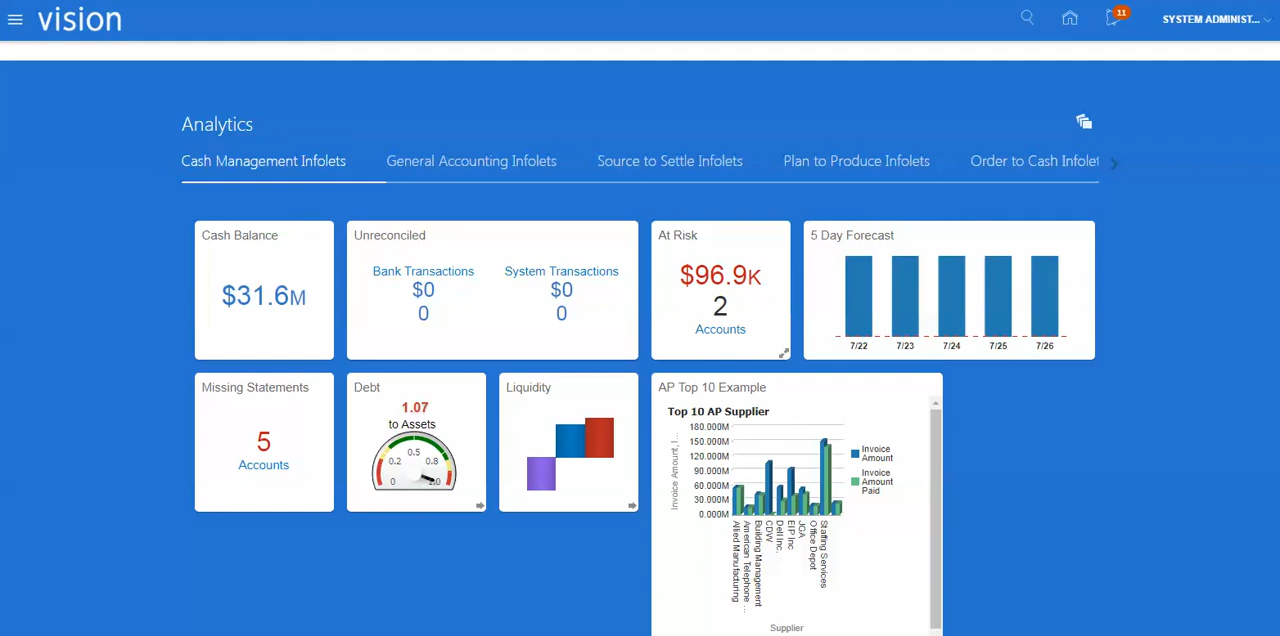 vision
11
SYSTEM ADMINIST...
Analytics
Cash Management Infolets
General Accounting Infolets
Source to Settle Infolets
Plan to Produce Infolets
Order to Cash Infolet
Cash Balance
$31.6M
Unreconciled
Bank Transactions
$0
0
System Transactions
$0
0
At Risk
$96.9K
2
Accounts
5 Day Forecast
7/22
7/23
7/24
7/25
7/26
Missing Statements
5
Accounts
Debt
1.07
to Assets
0
0.2
0.5
0.8
1.0
Liquidity
AP Top 10 Example
Top 10 AP Supplier
Invoice Amount,1...
180.000M
150.000M
120.000M
90.000M
60.000M
30.000M
0.000M
Allied Manufacturing
American Telephone ...
Building Management
CDW
Dell Inc.
EIP Inc
JGA
Office Depot
Staffing Services
Supplier
Invoice
Amount
Invoice
Amount
Paid